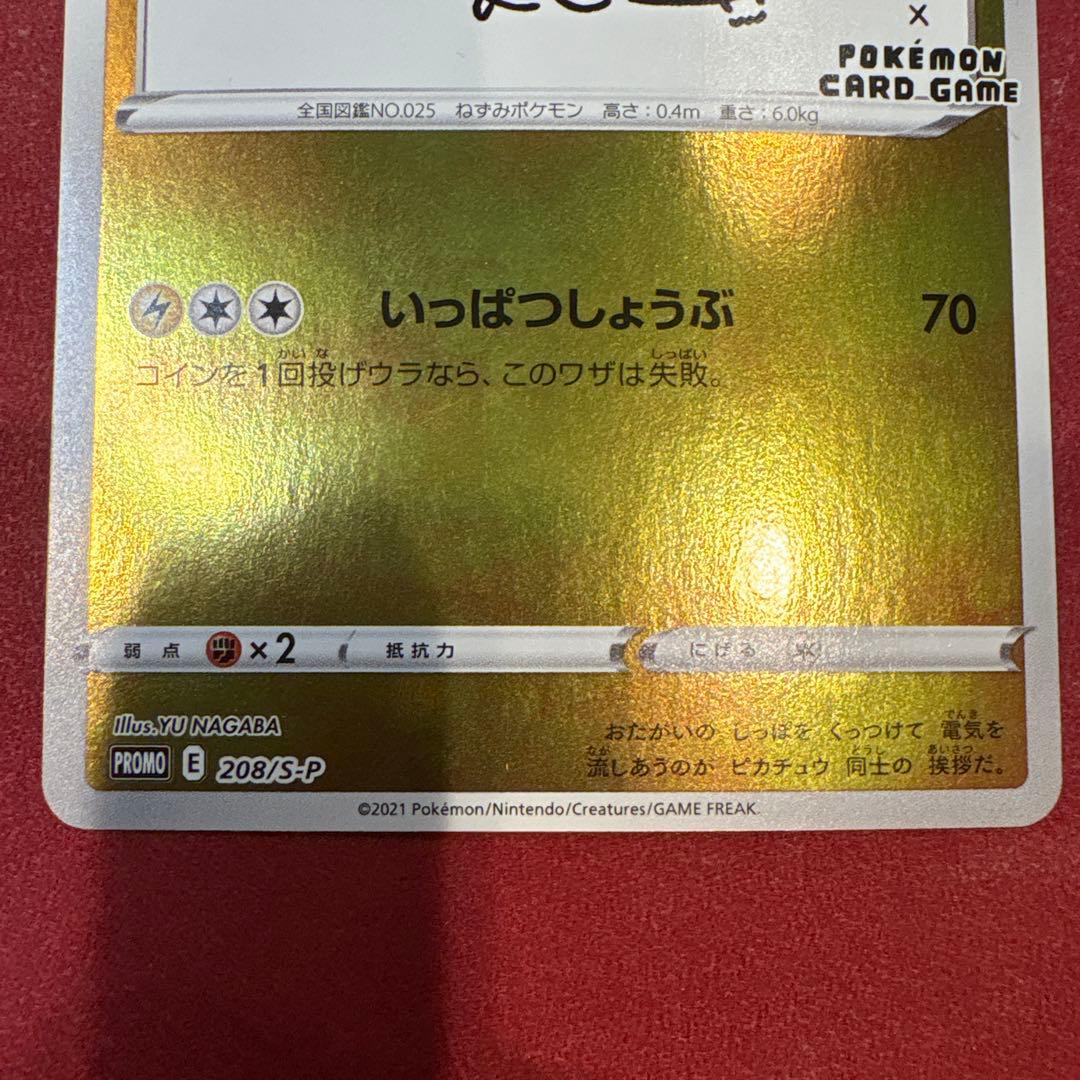 ×
POKÉMON
CARD GAME
全国図鑑NO.025 ねずみポケモン 高さ:0.4m 重さ:6.0kg
いっぱつしょうぶ 70
コインを1回投げウラなら、このワザは失敗。
弱点 ×2 抵抗力 にげる
Illus.YU NAGABA
PROMO E 208/S-P
おたがいの しっぽを くっつけて 電気を
流しあうのか ピカチュウ 同士の 挨拶だ。
©2021 Pokémon/Nintendo/Creatures/GAME FREAK.